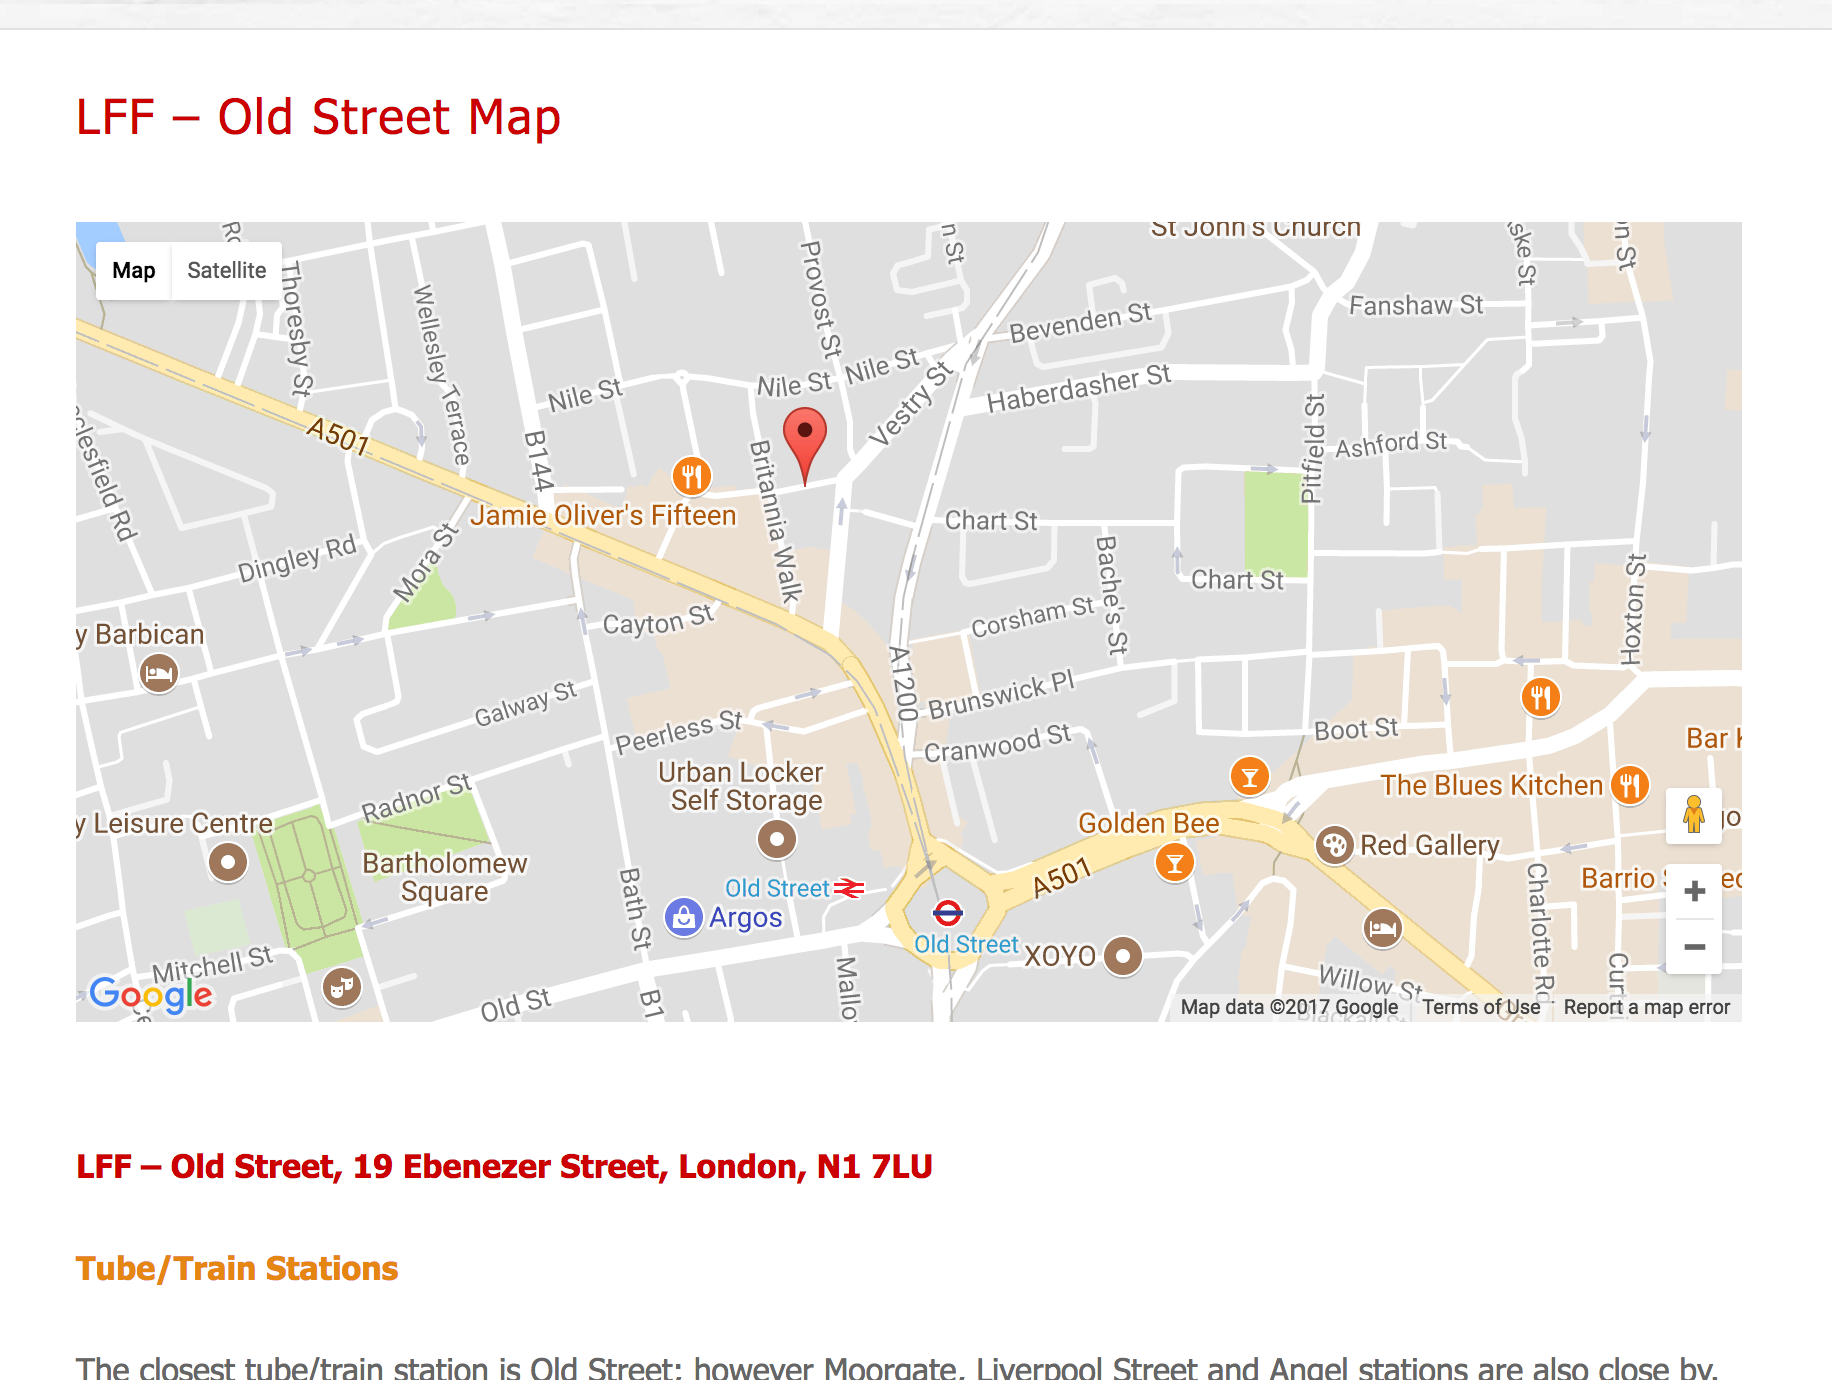 LFF – Old Street Map
Map
Satellite
St John's Church
Thoresby St
Wellesley Terrace
Provost St
n St
Bevenden St
Fanshaw St
Nile St
Nile St
Nile St
Vestry St
Haberdasher St
Pitfield St
Ashford St
A501
B144
Britannia Walk
Jamie Oliver's Fifteen
Chart St
Bache's St
Chart St
Hoxton St
Dingley Rd
Mora St
Cayton St
Corsham St
y Barbican
A1200
Galway St
Peerless St
Brunswick Pl
Cranwood St
Boot St
Bar
Urban Locker
Self Storage
The Blues Kitchen
Radnor St
y Leisure Centre
Golden Bee
Red Gallery
Bartholomew
Square
Bath St
A501
Old Street
Argos
Old Street
XOYO
Charlotte Rd
Barrio
Mitchell St
Old St
B1
Mallo
Willow St
Google
Map data ©2017 Google
Terms of Use
Report a map error
LFF – Old Street, 19 Ebenezer Street, London, N1 7LU
Tube/Train Stations
The closest tube/train station is Old Street; however Moorgate, Liverpool Street and Angel stations are also close by.